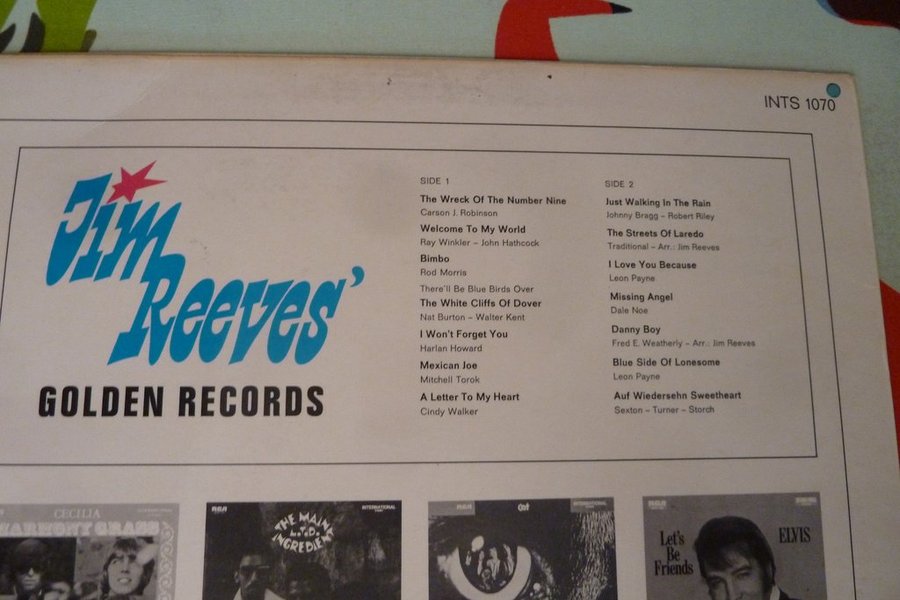 INTS 1070
Jim
Reeves'
GOLDEN RECORDS
SIDE 1
The Wreck Of The Number Nine
Carson J. Robinson
Welcome To My World
Ray Winkler – John Hathcock
Bimbo
Rod Morris
There'll Be Blue Birds Over
The White Cliffs Of Dover
Nat Burton – Walter Kent
I Won't Forget You
Harlan Howard
Mexican Joe
Mitchell Torok
A Letter To My Heart
Cindy Walker
SIDE 2
Just Walking In The Rain
Johnny Bragg – Robert Riley
The Streets Of Laredo
Traditional – Arr.: Jim Reeves
I Love You Because
Leon Payne
Missing Angel
Dale Noe
Danny Boy
Fred E. Weatherly – Arr.: Jim Reeves
Blue Side Of Lonesome
Leon Payne
Auf Wiedersehn Sweetheart
Sexton – Turner – Storch
CECILIA
HARMONY GRASS
RCA
INTERNATIONAL
THE MAIN
INGREDIENT
L.T.D.
RCA
Gof
INTERNATIONAL
RCA
Let's
Be
Friends
ELVIS